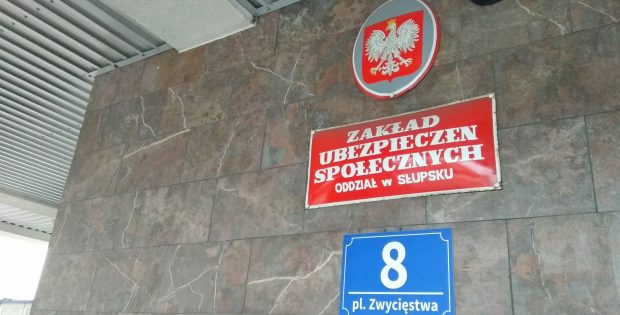 ZAKŁAD
UBEZPIECZEŃ
SPOŁECZNYCH
ODDZIAŁ w SŁUPSKU
8
pl. Zwycięstwa